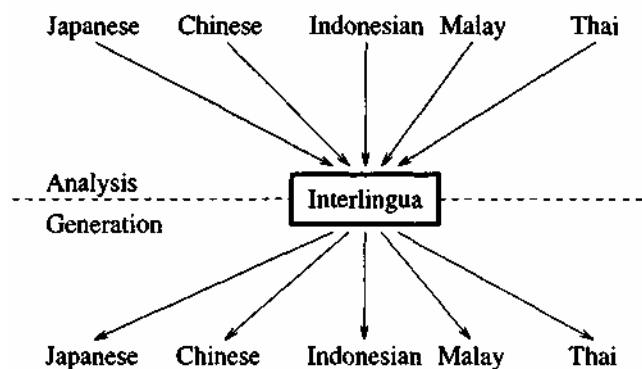 Japanese Chinese Indonesian Malay Thai
Analysis
Interlingua
Generation
Japanese Chinese Indonesian Malay Thai